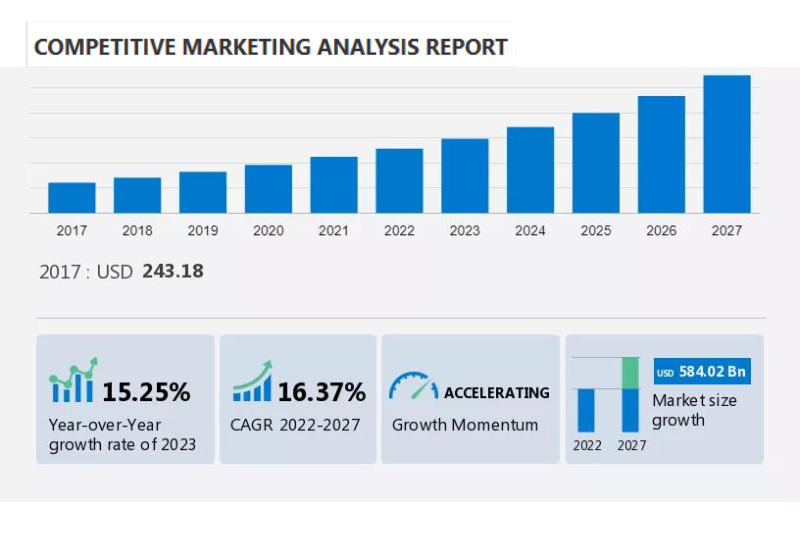 COMPETITIVE MARKETING ANALYSIS REPORT
2017 2018 2019 2020 2021 2022 2023 2024 2025 2026 2027
2017 : USD 243.18
15.25%
Year-over-Year
growth rate of 2023
16.37%
CAGR 2022-2027
ACCELERATING
Growth Momentum
USD 584.02 Bn
Market size
growth
2022 2027